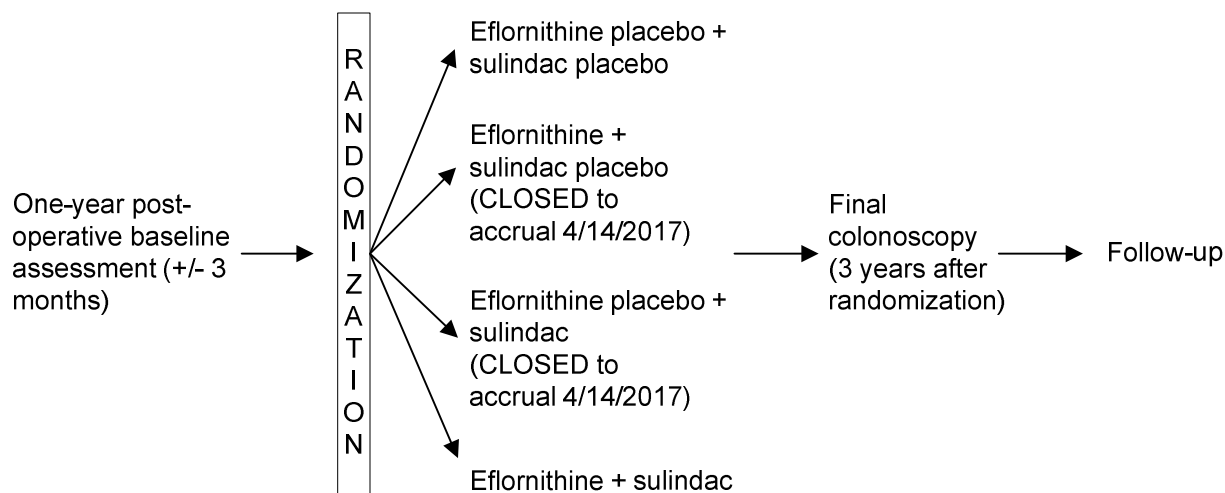 One-year post-
operative baseline
assessment (+/- 3
months)
RANDOMIZATION
Eflornithine placebo +
sulindac placebo
Eflornithine +
sulindac placebo
(CLOSED to
accrual 4/14/2017)
Eflornithine placebo +
sulindac
(CLOSED to
accrual 4/14/2017)
Eflornithine + sulindac
Final
colonoscopy
(3 years after
randomization)
Follow-up